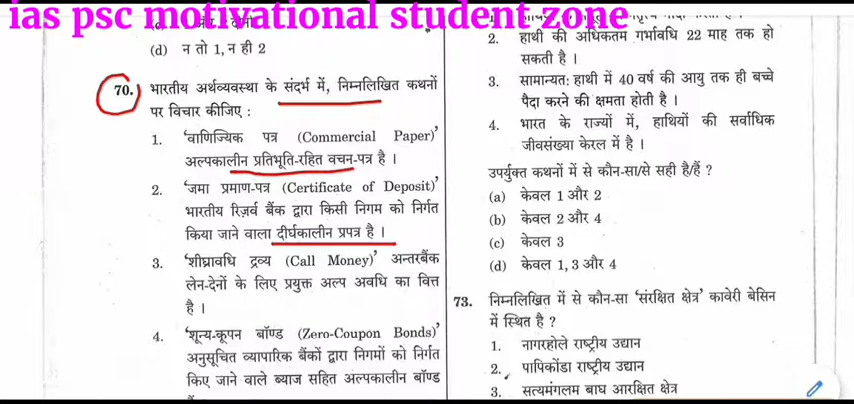 ias psc motivational student zone
(d) न तो 1, न ही 2
70. भारतीय अर्थव्यवस्था के संदर्भ में, निम्नलिखित कथनों
पर विचार कीजिए :
1. 'वाणिज्यिक पत्र (Commercial Paper)'
अल्पकालीन प्रतिभूति-रहित वचन-पत्र है ।
2. 'जमा प्रमाण-पत्र (Certificate of Deposit)'
भारतीय रिज़र्व बैंक द्वारा किसी निगम को निर्गत
किया जाने वाला दीर्घकालीन प्रपत्र है ।
3. 'शीघ्रावधि द्रव्य (Call Money)' अन्तरबैंक
लेन-देनों के लिए प्रयुक्त अल्प अवधि का वित्त
है ।
4. 'शून्य-कूपन बॉण्ड (Zero-Coupon Bonds)'
अनुसूचित व्यापारिक बैंकों द्वारा निगमों को निर्गत
किए जाने वाले ब्याज सहित अल्पकालीन बॉण्ड
2. हाथी की अधिकतम गर्भावधि 22 माह तक हो
सकती है ।
3. सामान्यत: हाथी में 40 वर्ष की आयु तक ही बच्चे
पैदा करने की क्षमता होती है ।
4. भारत के राज्यों में, हाथियों की सर्वाधिक
जीवसंख्या केरल में है ।
उपर्युक्त कथनों में से कौन-सा/से सही है/हैं ?
(a) केवल 1 और 2
(b) केवल 2 और 4
(c) केवल 3
(d) केवल 1, 3 और 4
73. निम्नलिखित में से कौन-सा 'संरक्षित क्षेत्र' कावेरी बेसिन
में स्थित है ?
1. नागरहोले राष्ट्रीय उद्यान
2. पापिकोंडा राष्ट्रीय उद्यान
3. सत्यमंगलम बाघ आरक्षित क्षेत्र